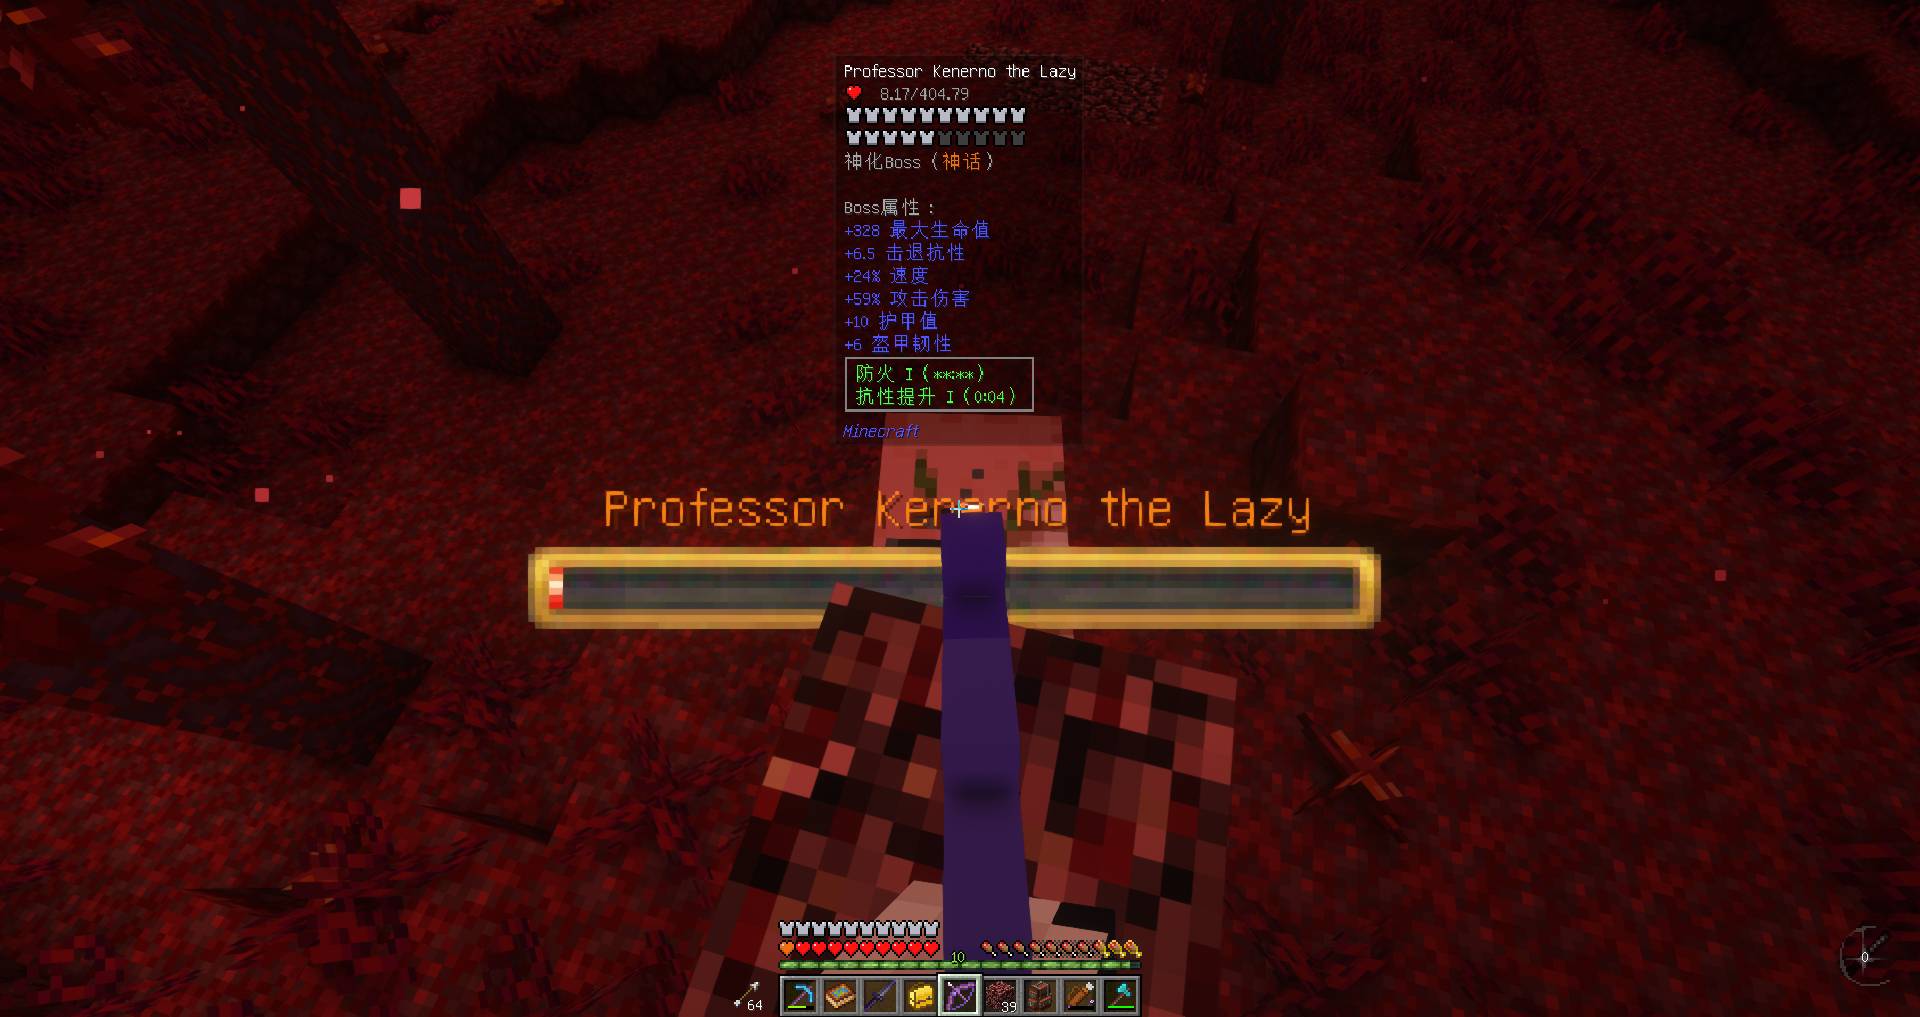 Professor Kenerno the Lazy
8.17/404.79
神化Boss（神话）
Boss属性：
+328 最大生命值
+6.5 击退抗性
+24% 速度
+59% 攻击伤害
+10 护甲值
+6 盔甲韧性
防火 I（**:**）
抗性提升 I（0:04）
Minecraft
Professor Kenerno the Lazy
10
64
39
0